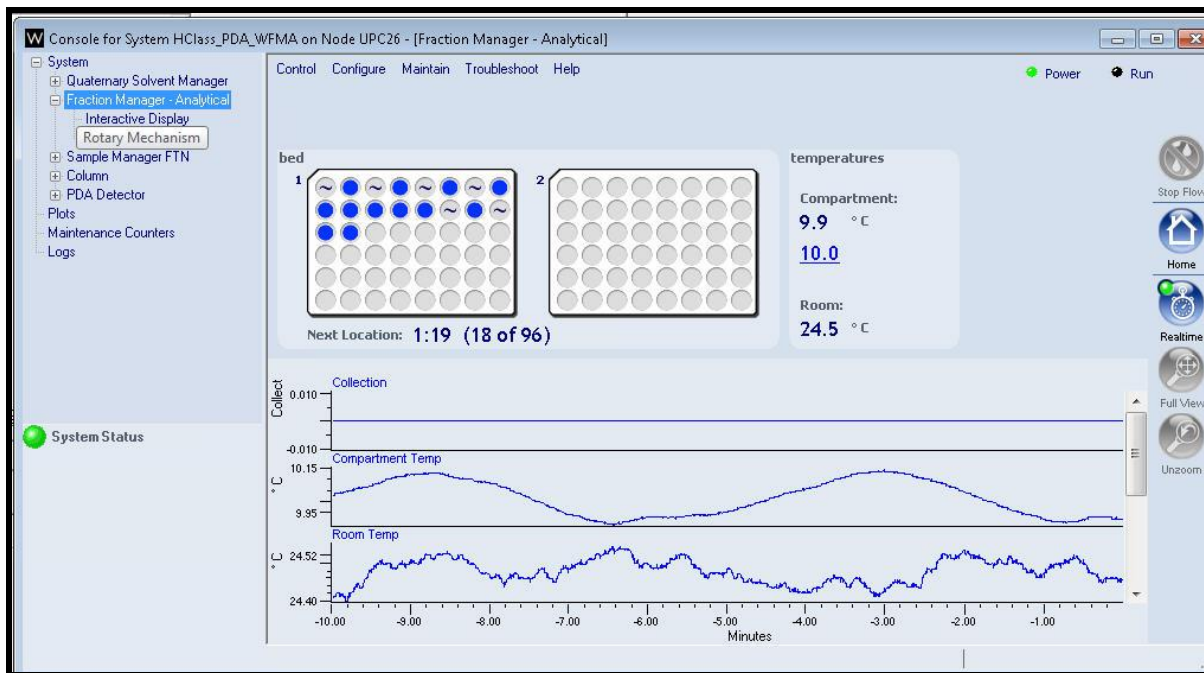 W Console for System HClass_PDA_WFMA on Node UPC26 - [Fraction Manager - Analytical]
System
Quaternary Solvent Manager
Fraction Manager - Analytical
Interactive Display
Rotary Mechanism
Sample Manager FTN
Column
PDA Detector
Plots
Maintenance Counters
Logs
System Status
Control Configure Maintain Troubleshoot Help
Power Run
bed
1 ~ ~ ~ ~
~ ~
2
Next Location: 1:19 (18 of 96)
temperatures
Compartment:
9.9 °C
10.0
Room:
24.5 °C
Stop Flow
Home
Realtime
Full View
Unzoom
Collection
Collect
0.010
-0.010
Compartment Temp
°C
10.15
9.95
Room Temp
°C
24.52
24.40
-10.00 -9.00 -8.00 -7.00 -6.00 -5.00 -4.00 -3.00 -2.00 -1.00
Minutes